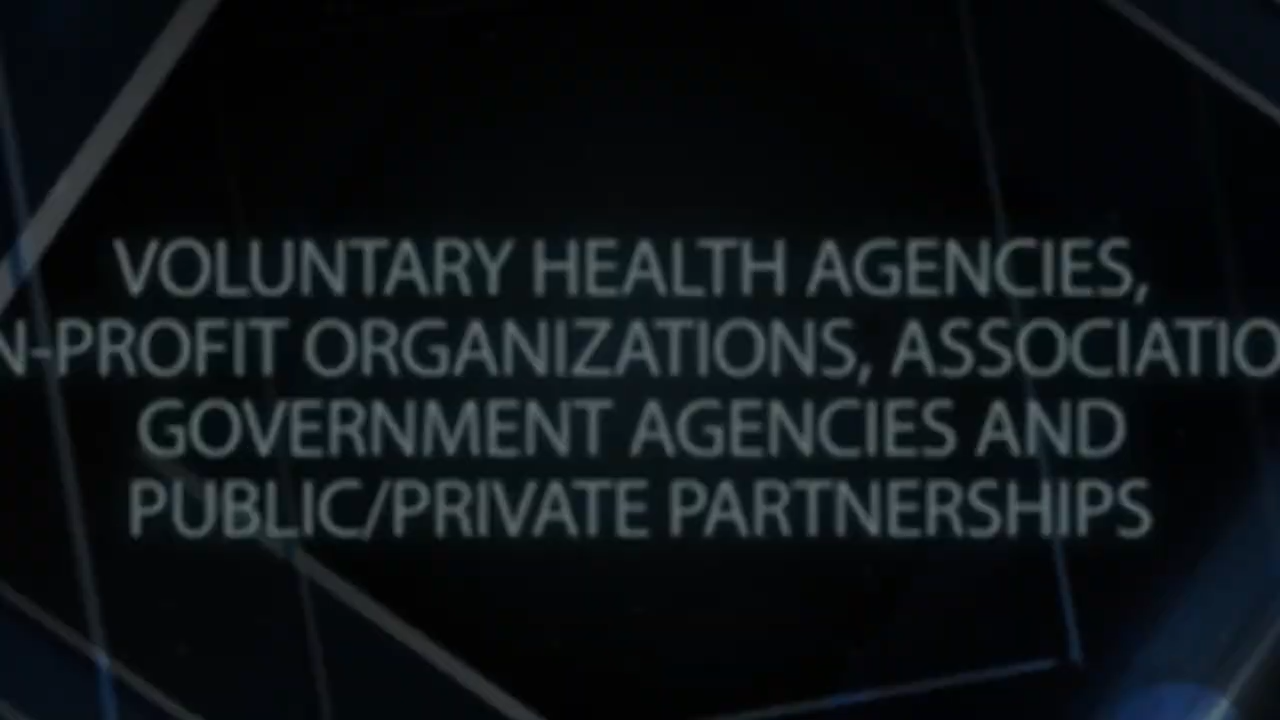 VOLUNTARY HEALTH AGENCIES,
N-PROFIT ORGANIZATIONS, ASSOCIATIO
GOVERNMENT AGENCIES AND
PUBLIC/PRIVATE PARTNERSHIPS